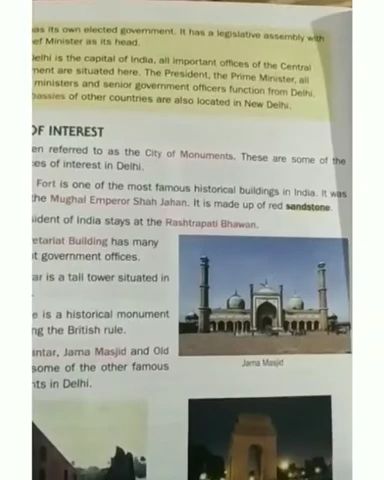 has its own elected government. It has a legislative assembly with
ef Minister as its head.
Delhi is the capital of India, all important offices of the Central
ment are situated here. The President, the Prime Minister, all
ministers and senior government officers function from Delhi.
bassies of other countries are also located in New Delhi.
OF INTEREST
en referred to as the City of Monuments. These are some of the
ces of interest in Delhi.
Fort is one of the most famous historical buildings in India. It was
the Mughal Emperor Shah Jahan. It is made up of red sandstone.
sident of India stays at the Rashtrapati Bhawan.
etariat Building has many
t government offices.
ar is a tall tower situated in
e is a historical monument
ng the British rule.
antar, Jama Masjid and Old
some of the other famous
nts in Delhi.
Jama Masjid